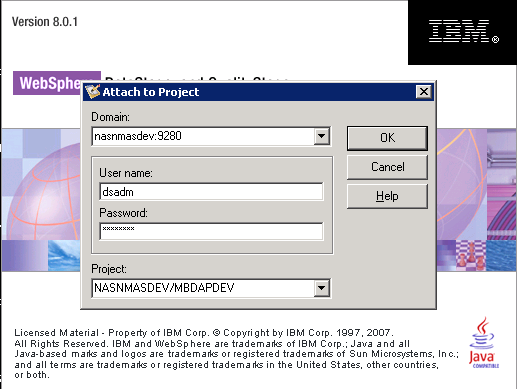 Version 8.0.1
IBM®
WebSphere
Attach to Project
Domain:
nasnmasdev:9280
OK
Cancel
Help
User name:
dsadm
Password:
********
Project:
NASNMASDEV/MBDAPDEV
Licensed Material - Property of IBM Corp. © Copyright by IBM Corp. 1997, 2007.
All Rights Reserved. IBM and WebSphere are trademarks of IBM Corp.; Java and all
Java-based marks and logos are trademarks or registered trademarks of Sun Microsystems, Inc.;
and all terms are trademarks or registered trademarks in the United States, other countries,
or both.
Java
COMPATIBLE